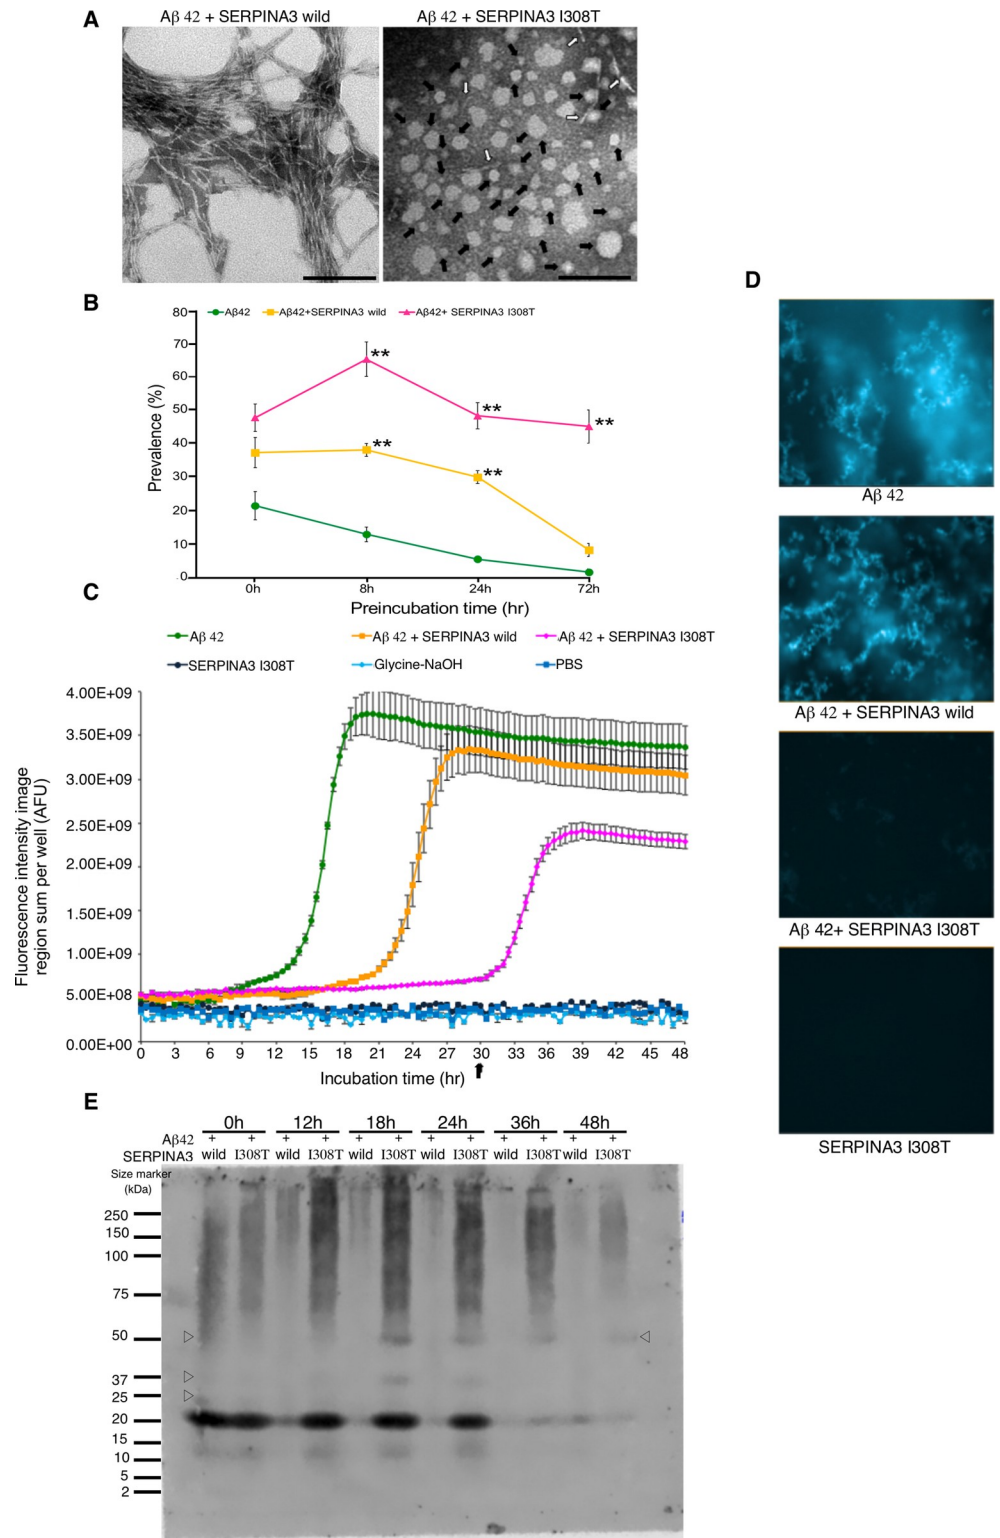 A
Aβ 42 + SERPINA3 wild
Aβ 42 + SERPINA3 I308T
B
Aβ42
Aβ42+SERPINA3 wild
Aβ42+ SERPINA3 I308T
Prevalence (%)
80
70
60
50
40
30
20
10
0
**
**
**
**
**
0h
8h
24h
72h
Preincubation time (hr)
C
Aβ 42
Aβ 42 + SERPINA3 wild
Aβ 42 + SERPINA3 I308T
SERPINA3 I308T
Glycine-NaOH
PBS
Fluorescence intensity image
region sum per well (AFU)
4.00E+09
3.50E+09
3.00E+09
2.50E+09
2.00E+09
1.50E+09
1.00E+09
5.00E+08
0.00E+00
0 3 6 9 12 15 18 21 24 27 30 33 36 39 42 45 48
Incubation time (hr)
D
Aβ 42
Aβ 42 + SERPINA3 wild
Aβ 42+ SERPINA3 I308T
SERPINA3 I308T
E
0h 12h 18h 24h 36h 48h
Aβ42 + + + + + + + + + + + +
SERPINA3 wild I308T wild I308T wild I308T wild I308T wild I308T wild I308T
Size marker
(kDa)
250
150
100
75
50
37
25
20
15
10
5
2